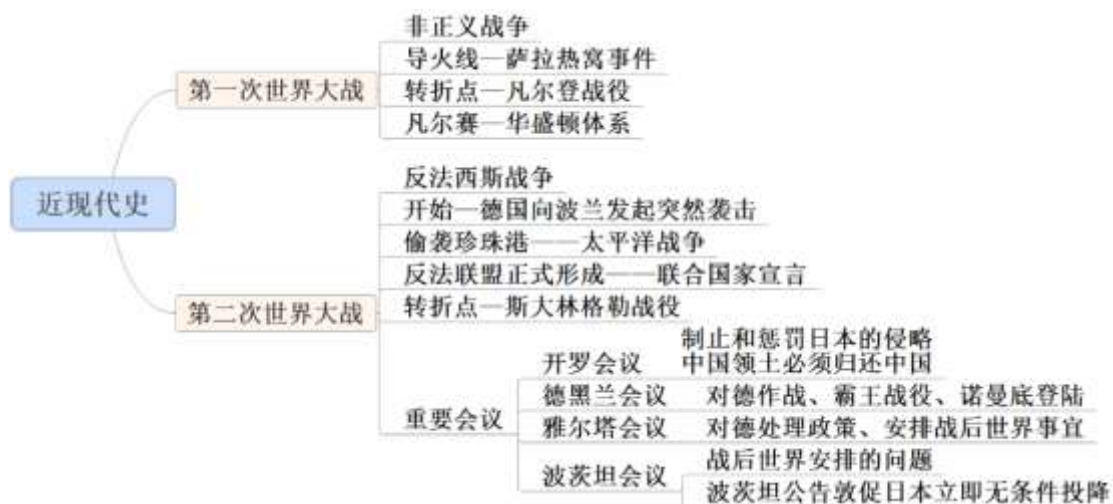 近现代史
第一次世界大战
非正义战争
导火线—萨拉热窝事件
转折点—凡尔登战役
凡尔赛—华盛顿体系
第二次世界大战
反法西斯战争
开始—德国向波兰发起突然袭击
偷袭珍珠港——太平洋战争
反法联盟正式形成——联合国家宣言
转折点—斯大林格勒战役
重要会议
开罗会议
制止和惩罚日本的侵略
中国领土必须归还中国
德黑兰会议
对德作战、霸王战役、诺曼底登陆
雅尔塔会议
对德处理政策、安排战后世界事宜
波茨坦会议
战后世界安排的问题
波茨坦公告敦促日本立即无条件投降